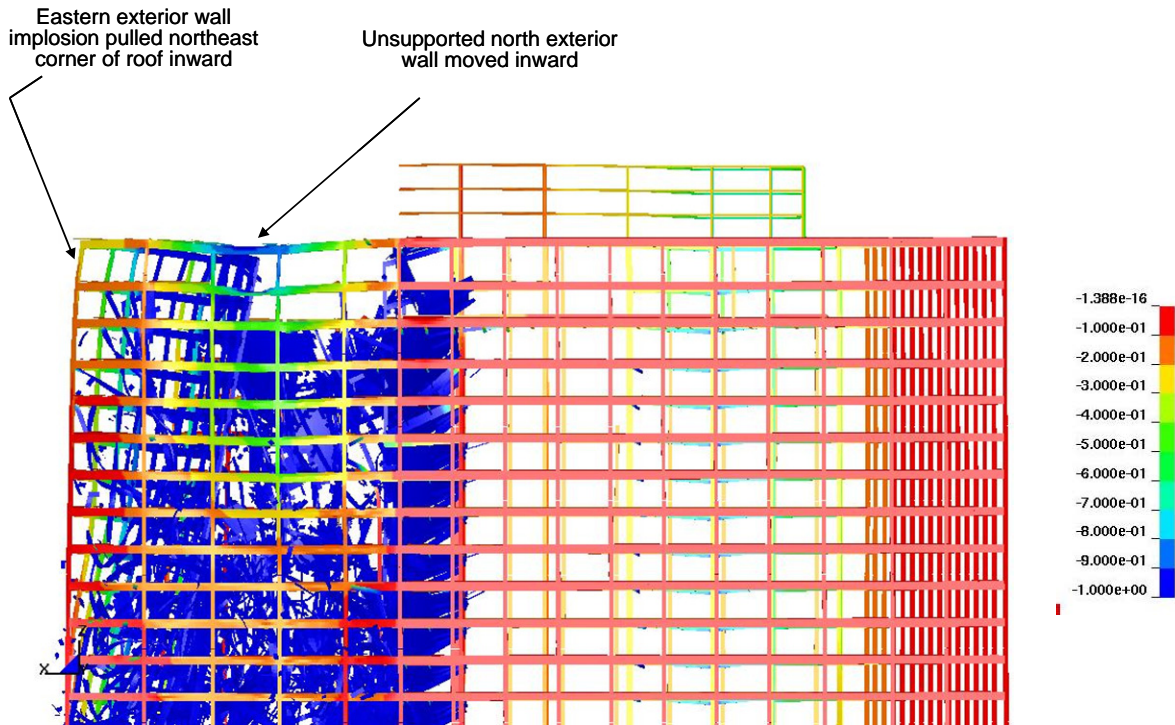 Eastern exterior wall
implosion pulled northeast
corner of roof inward
Unsupported north exterior
wall moved inward
-1.388e-16
-1.000e-01
-2.000e-01
-3.000e-01
-4.000e-01
-5.000e-01
-6.000e-01
-7.000e-01
-8.000e-01
-9.000e-01
-1.000e+00
X